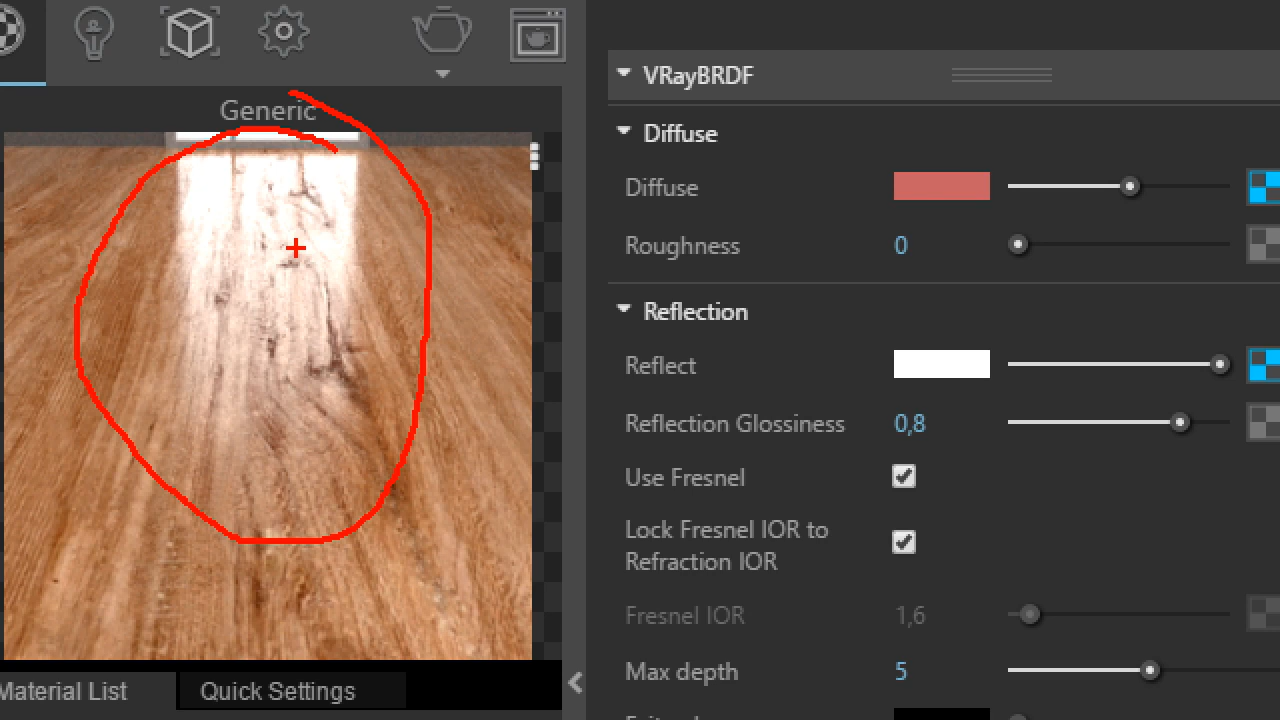 Generic
Material List
Quick Settings
VRayBRDF
Diffuse
Diffuse
Roughness 0
Reflection
Reflect
Reflection Glossiness 0,8
Use Fresnel
Lock Fresnel IOR to
Refraction IOR
Fresnel IOR 1,6
Max depth 5